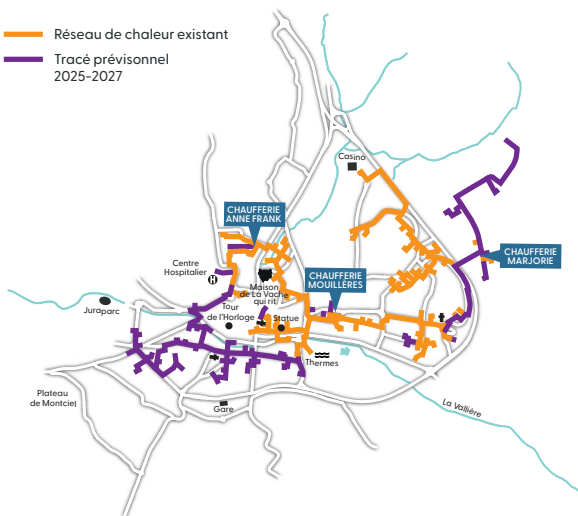 Réseau de chaleur existant
Tracé prévisonnel
2025-2027
Casino
CHAUFFERIE
ANNE FRANK
CHAUFFERIE
MARJORIE
Centre
Hospitalier
H
CHAUFFERIE
MOUILLÈRES
Maison
de La Vache
qui rit
Juraparc
Tour
de l'Horloge
Statue
Thermes
Plateau
de Montciel
Gare
La Vallière